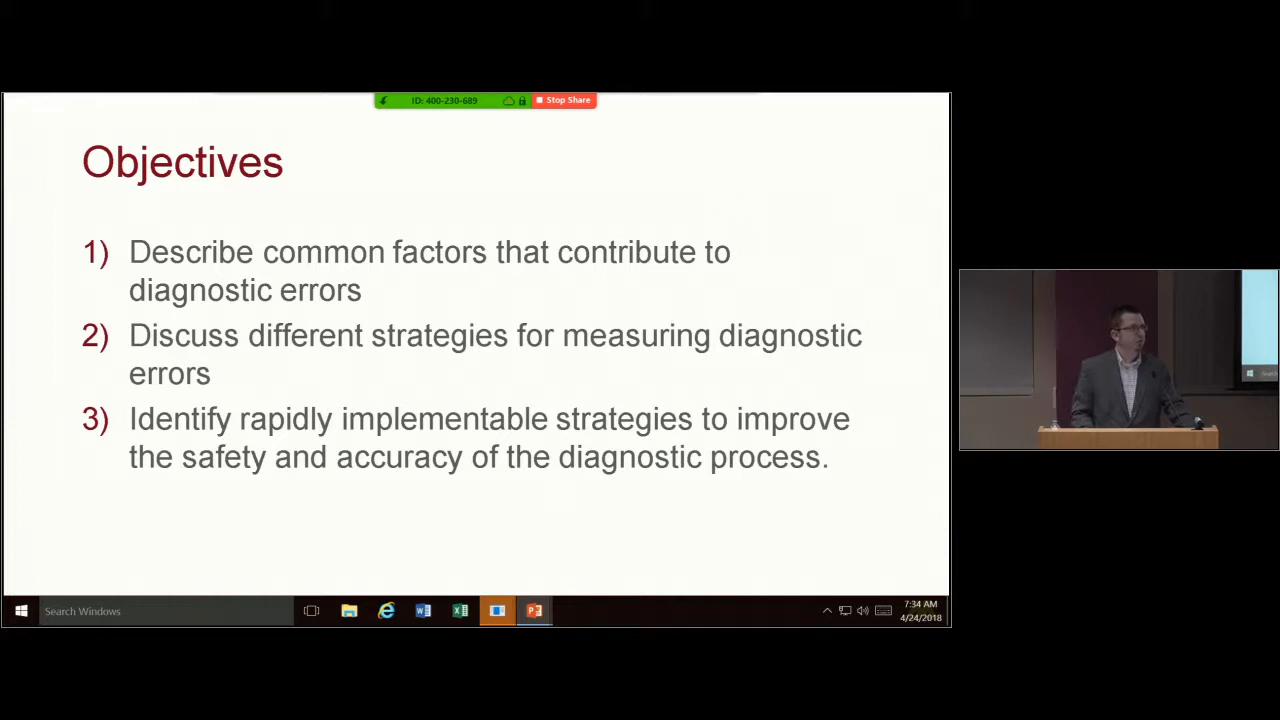 ID: 400-230-689
Stop Share
Objectives
1) Describe common factors that contribute to
diagnostic errors
2) Discuss different strategies for measuring diagnostic
errors
3) Identify rapidly implementable strategies to improve
the safety and accuracy of the diagnostic process.
Search Windows
7:34 AM
4/24/2018